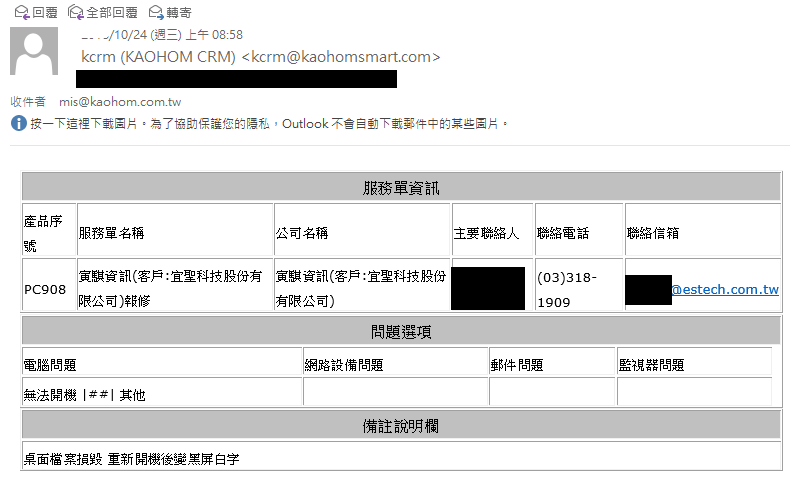 回覆 全部回覆 轉寄
/10/24 (週三) 上午 08:58
kcrm (KAOHOM CRM) <kcrm@kaohomsmart.com>
收件者 mis@kaohom.com.tw
按一下這裡下載圖片。為了協助保護您的隱私，Outlook 不會自動下載郵件中的某些圖片。
服務單資訊
產品序號
服務單名稱
公司名稱
主要聯絡人
聯絡電話
聯絡信箱
PC908
寅騏資訊(客戶:宜聖科技股份有
限公司)報修
寅騏資訊(客戶:宜聖科技股份
有限公司)
(03)318-
1909
@estech.com.tw
問題選項
電腦問題
網路設備問題
郵件問題
監視器問題
無法開機 |##| 其他
備註說明欄
桌面檔案損毀 重新開機後變黑屏白字